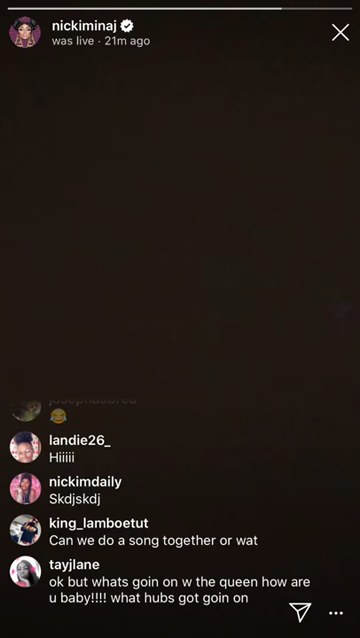 nickiminaj
was live · 21m ago
😂
landie26_
Hiiiii
nickimdaily
Skdjskdj
king_lamboetut
Can we do a song together or wat
tayjlane
ok but whats goin on w the queen how are
u baby!!!! what hubs got goin on